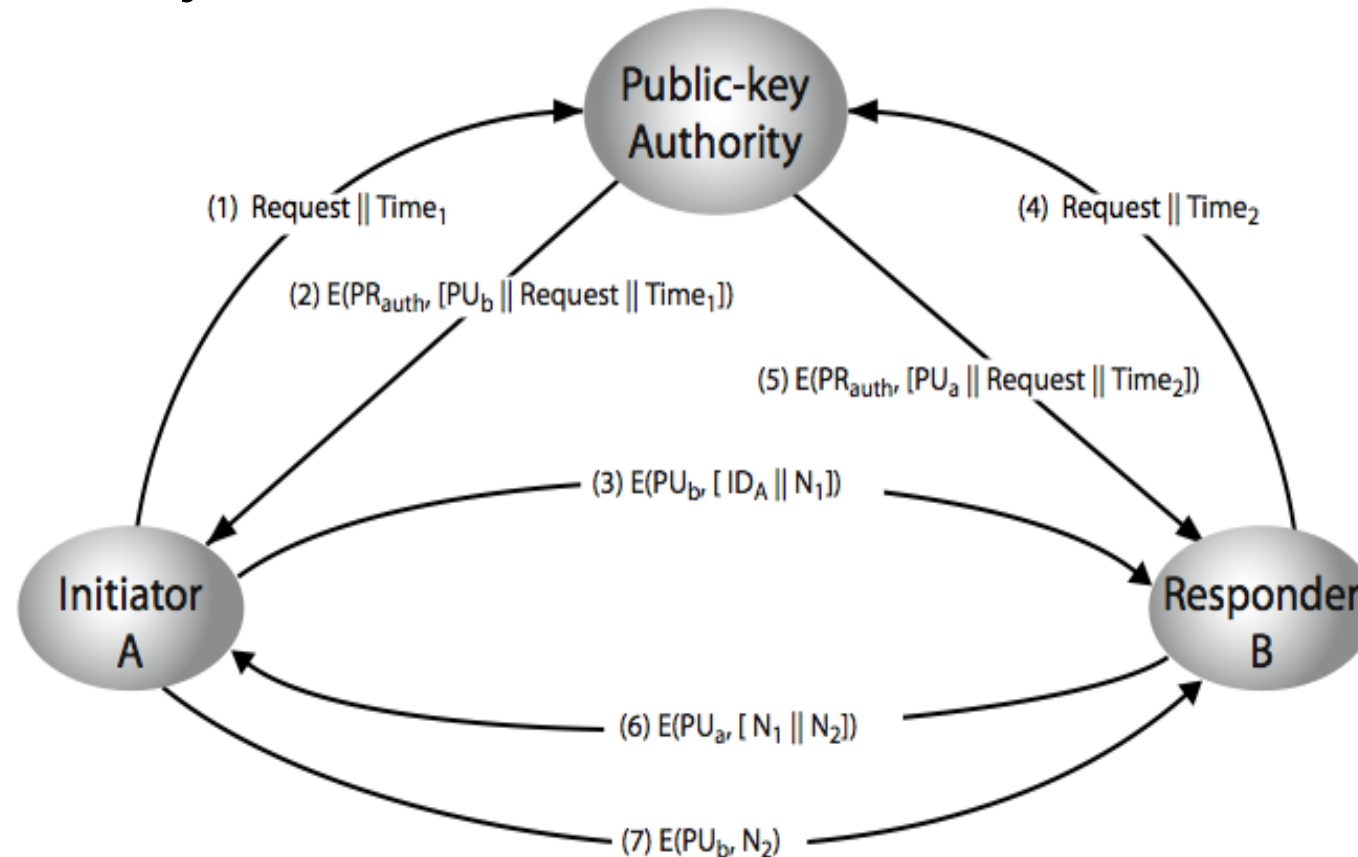 Public-key
Authority
(1) Request || Time₁
(4) Request || Time₂
(2) E(PRauth, [PUb || Request || Time₁])
(5) E(PRauth, [PUa || Request || Time₂])
(3) E(PUb, [ IDA || N₁])
Initiator
A
Responder
B
(6) E(PUa, [ N₁ || N₂])
(7) E(PUb, N₂)